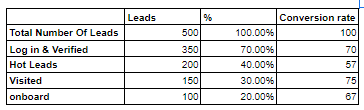 Leads % Conversion rate
Total Number Of Leads 500 100.00% 100
Log in & Verified 350 70.00% 70
Hot Leads 200 40.00% 57
Visited 150 30.00% 75
onboard 100 20.00% 67